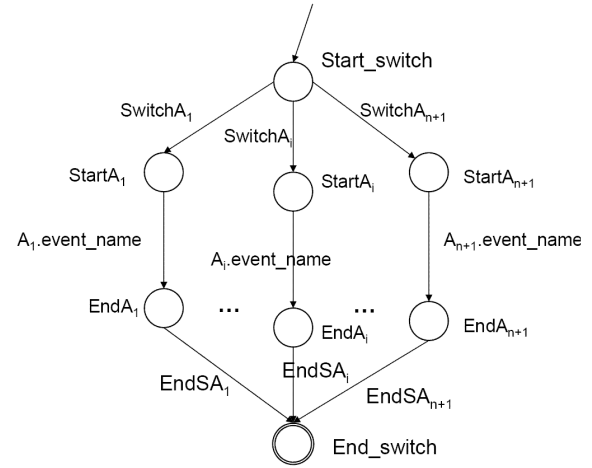 Start_switch
SwitchA1
SwitchAi
SwitchAn+1
StartA1
StartAi
StartAn+1
A1.event_name
Ai.event_name
An+1.event_name
EndA1
...
EndAi
...
EndAn+1
EndSA1
EndSAi
EndSAn+1
End_switch